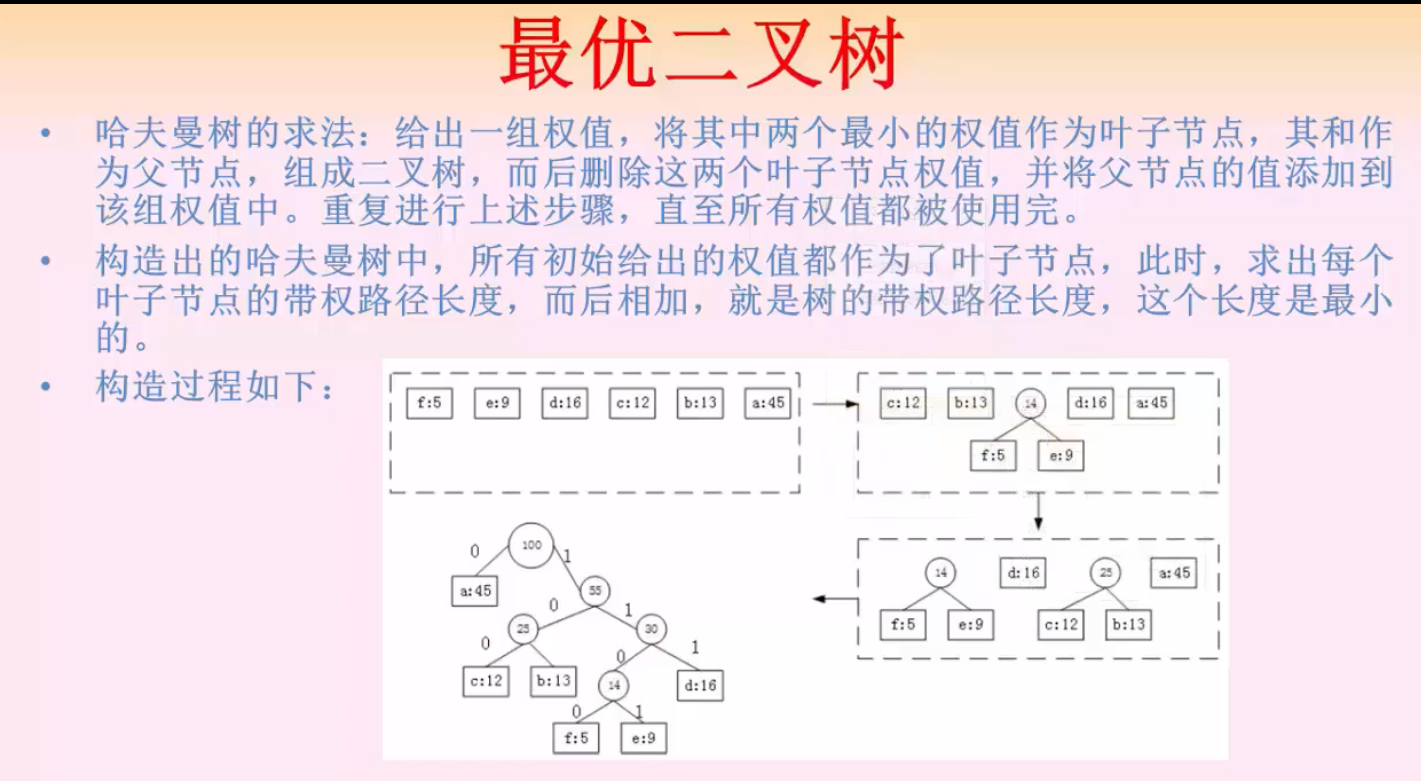 最优二叉树
• 哈夫曼树的求法：给出一组权值，将其中两个最小的权值作为叶子节点，其和作
为父节点，组成二叉树，而后删除这两个叶子节点权值，并将父节点的值添加到
该组权值中。重复进行上述步骤，直至所有权值都被使用完。
• 构造出的哈夫曼树中，所有初始给出的权值都作为了叶子节点，此时，求出每个
叶子节点的带权路径长度，而后相加，就是树的带权路径长度，这个长度是最小
的。
• 构造过程如下：
f:5 e:9 d:16 c:12 b:13 a:45
c:12 b:13 14 d:16 a:45
f:5 e:9
14 d:16 25 a:45
f:5 e:9 c:12 b:13
100
0 1
a:45 55
0 1
25 30
0 0 1
c:12 b:13 14 d:16
0 1
f:5 e:9